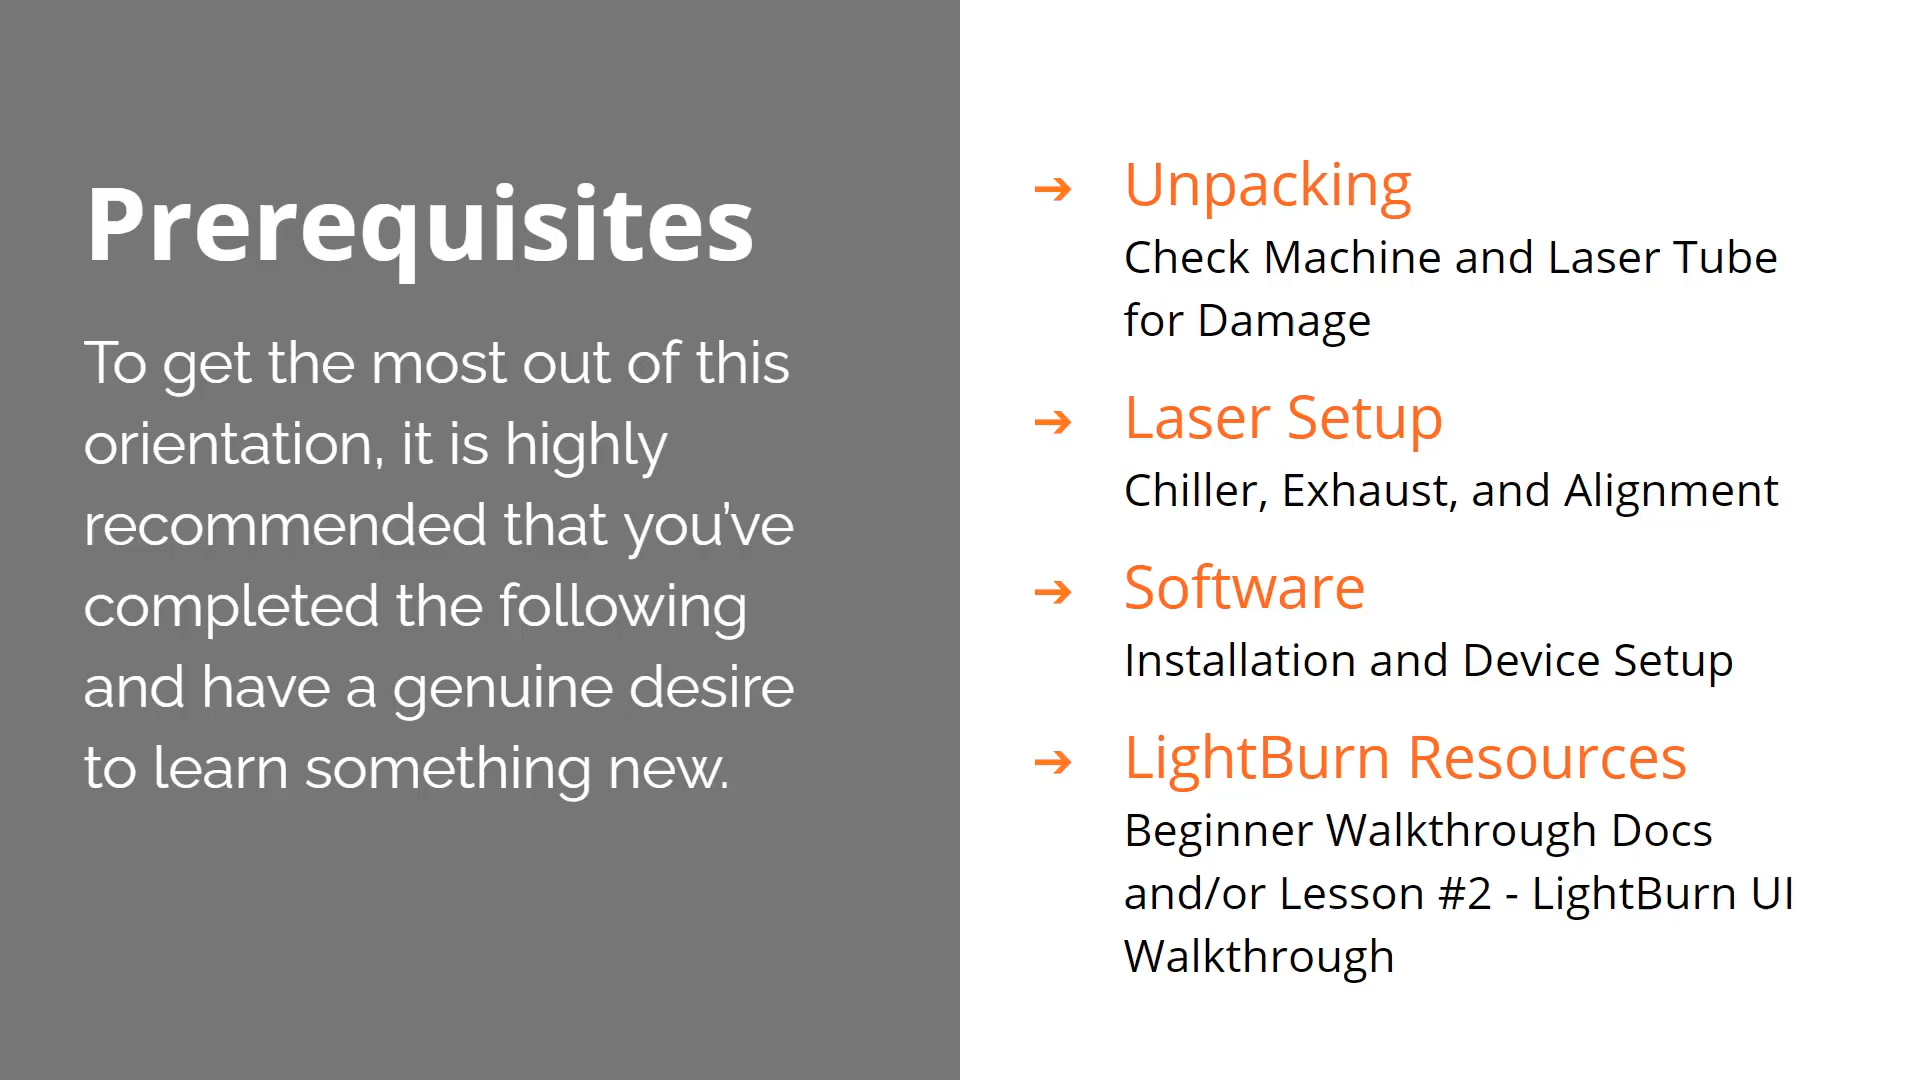 Prerequisites
To get the most out of this
orientation, it is highly
recommended that you’ve
completed the following
and have a genuine desire
to learn something new.
➔ Unpacking
Check Machine and Laser Tube
for Damage
➔ Laser Setup
Chiller, Exhaust, and Alignment
➔ Software
Installation and Device Setup
➔ LightBurn Resources
Beginner Walkthrough Docs
and/or Lesson #2 - LightBurn UI
Walkthrough